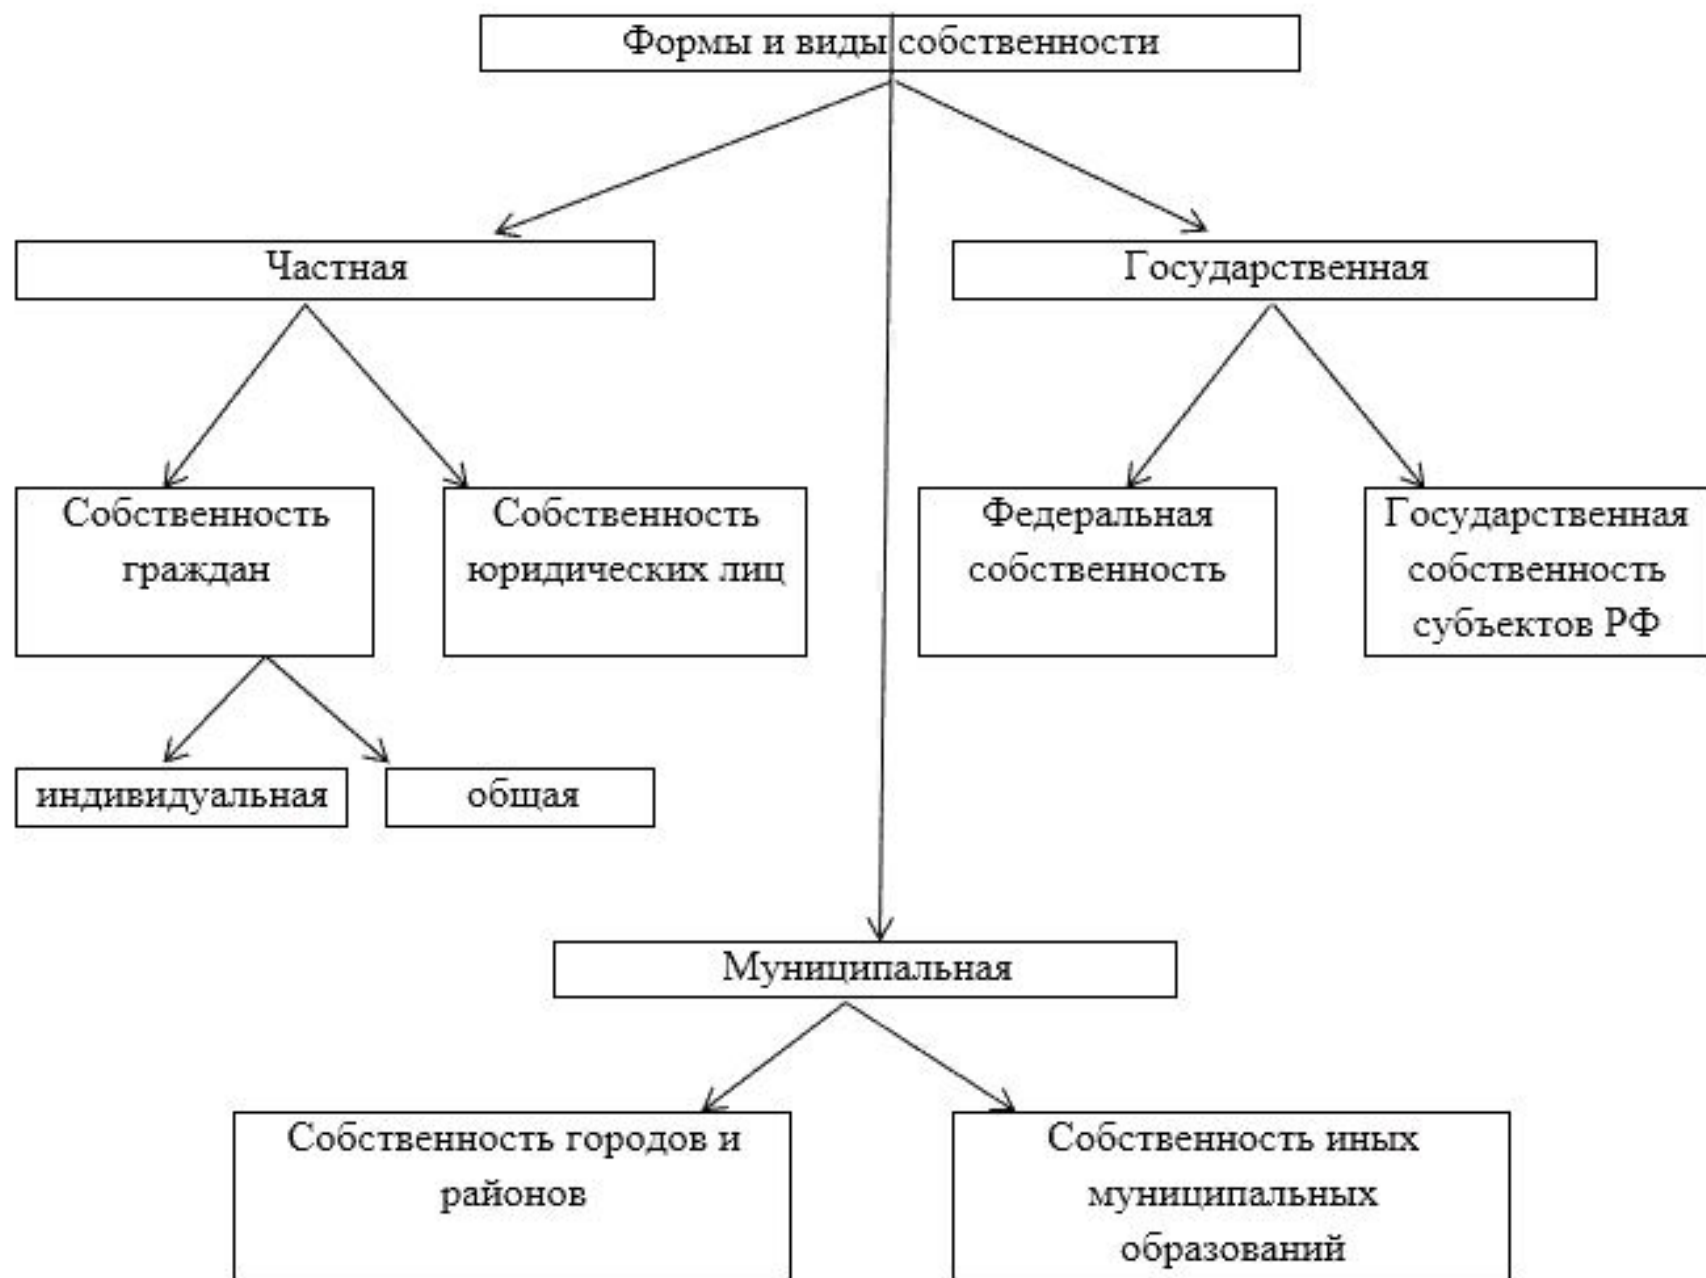 Формы и виды собственности
Частная
Государственная
Собственность
граждан
Собственность
юридических лиц
Федеральная
собственность
Государственная
собственность
субъектов РФ
индивидуальная
общая
Муниципальная
Собственность городов и
районов
Собственность иных
муниципальных
образований